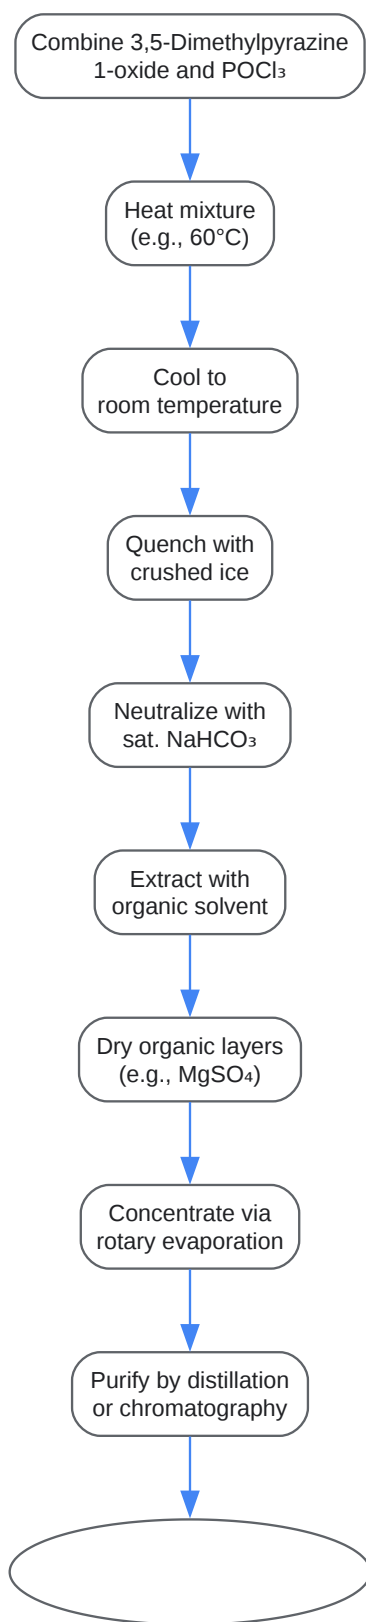 Combine 3,5-Dimethylpyrazine
1-oxide and POCl₃
Heat mixture
(e.g., 60°C)
Cool to
room temperature
Quench with
crushed ice
Neutralize with
sat. NaHCO₃
Extract with
organic solvent
Dry organic layers
(e.g., MgSO₄)
Concentrate via
rotary evaporation
Purify by distillation
or chromatography